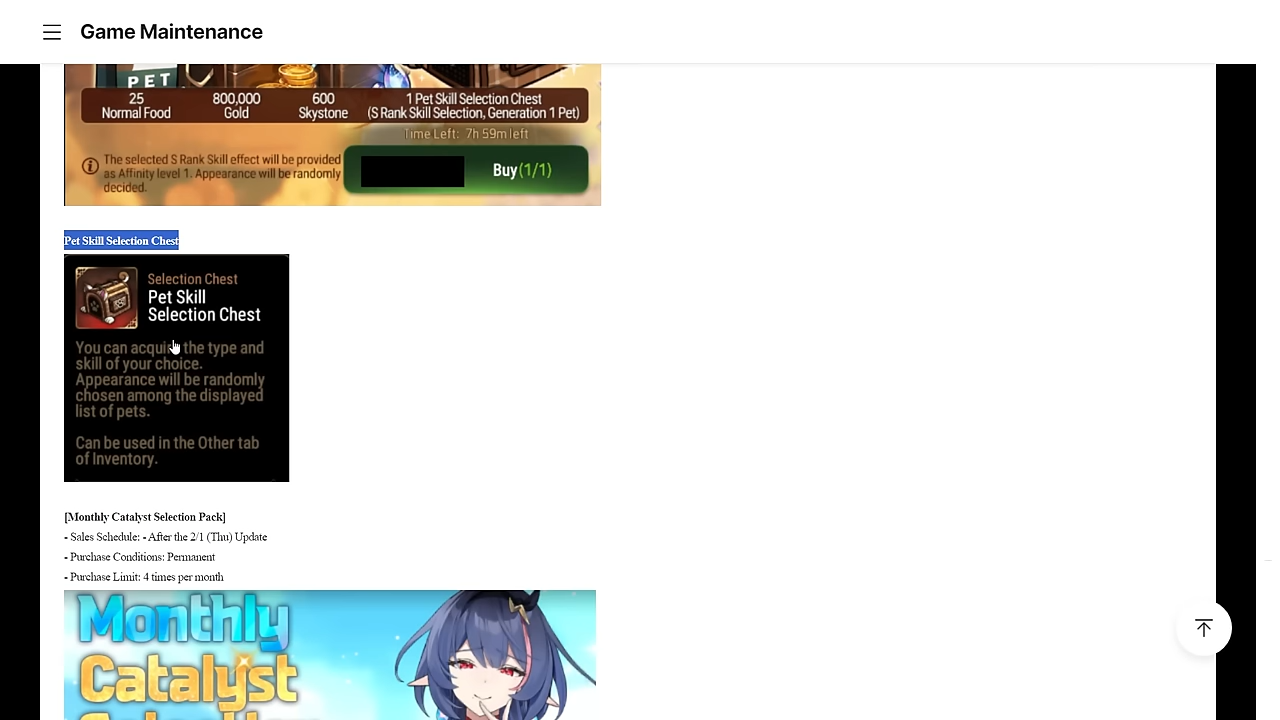 Game Maintenance
PET
25
Normal Food
800,000
Gold
600
Skystone
1 Pet Skill Selection Chest
(S Rank Skill Selection, Generation 1 Pet)
Time Left: 7h 59m left
The selected S Rank Skill effect will be provided
as Affinity level 1. Appearance will be randomly
decided.
Buy(1/1)
Pet Skill Selection Chest
Selection Chest
Pet Skill
Selection Chest
You can acquire the type and
skill of your choice.
Appearance will be randomly
chosen among the displayed
list of pets.
Can be used in the Other tab
of Inventory.
[Monthly Catalyst Selection Pack]
- Sales Schedule: - After the 2/1 (Thu) Update
- Purchase Conditions: Permanent
- Purchase Limit: 4 times per month
Monthly
Catalyst